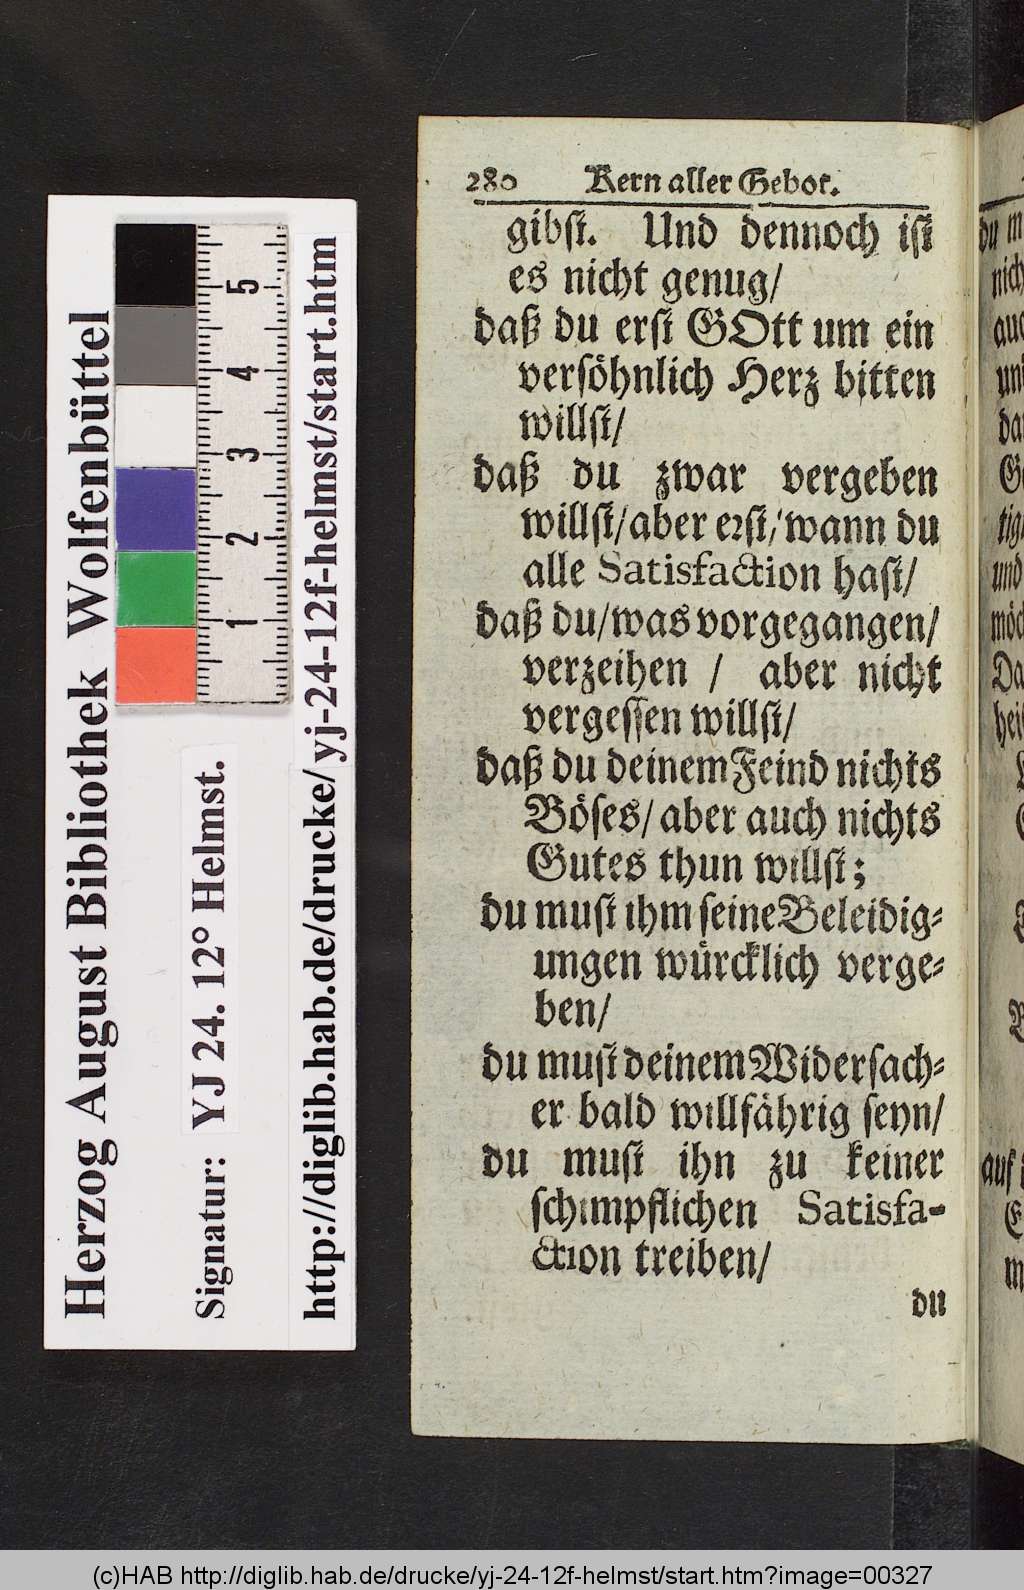 280 Kern aller Gebot.
gibst. Und dennoch ist
es nicht genug/
daß du erst GOtt um ein
versöhnlich Herz bitten
willst/
daß du zwar vergeben
willst/ aber erst/ wann du
alle Satisfaction hast/
daß du/ was vorgegangen/
verzeihen / aber nicht
vergessen willst/
daß du deinem Feind nichts
Böses/ aber auch nichts
Gutes thun willst;
du must ihm seine Beleidig-
ungen würcklich verge-
ben/
du must deinem Widersach-
er bald willfährig seyn/
du must ihn zu keiner
schimpflichen Satisfa-
ction treiben/
du
Herzog August Bibliothek Wolfenbüttel
Signatur: YJ 24. 12° Helmst.
http://diglib.hab.de/drucke/yj-24-12f-helmst/start.htm
1 2 3 4 5
(c)HAB http://diglib.hab.de/drucke/yj-24-12f-helmst/start.htm?image=00327